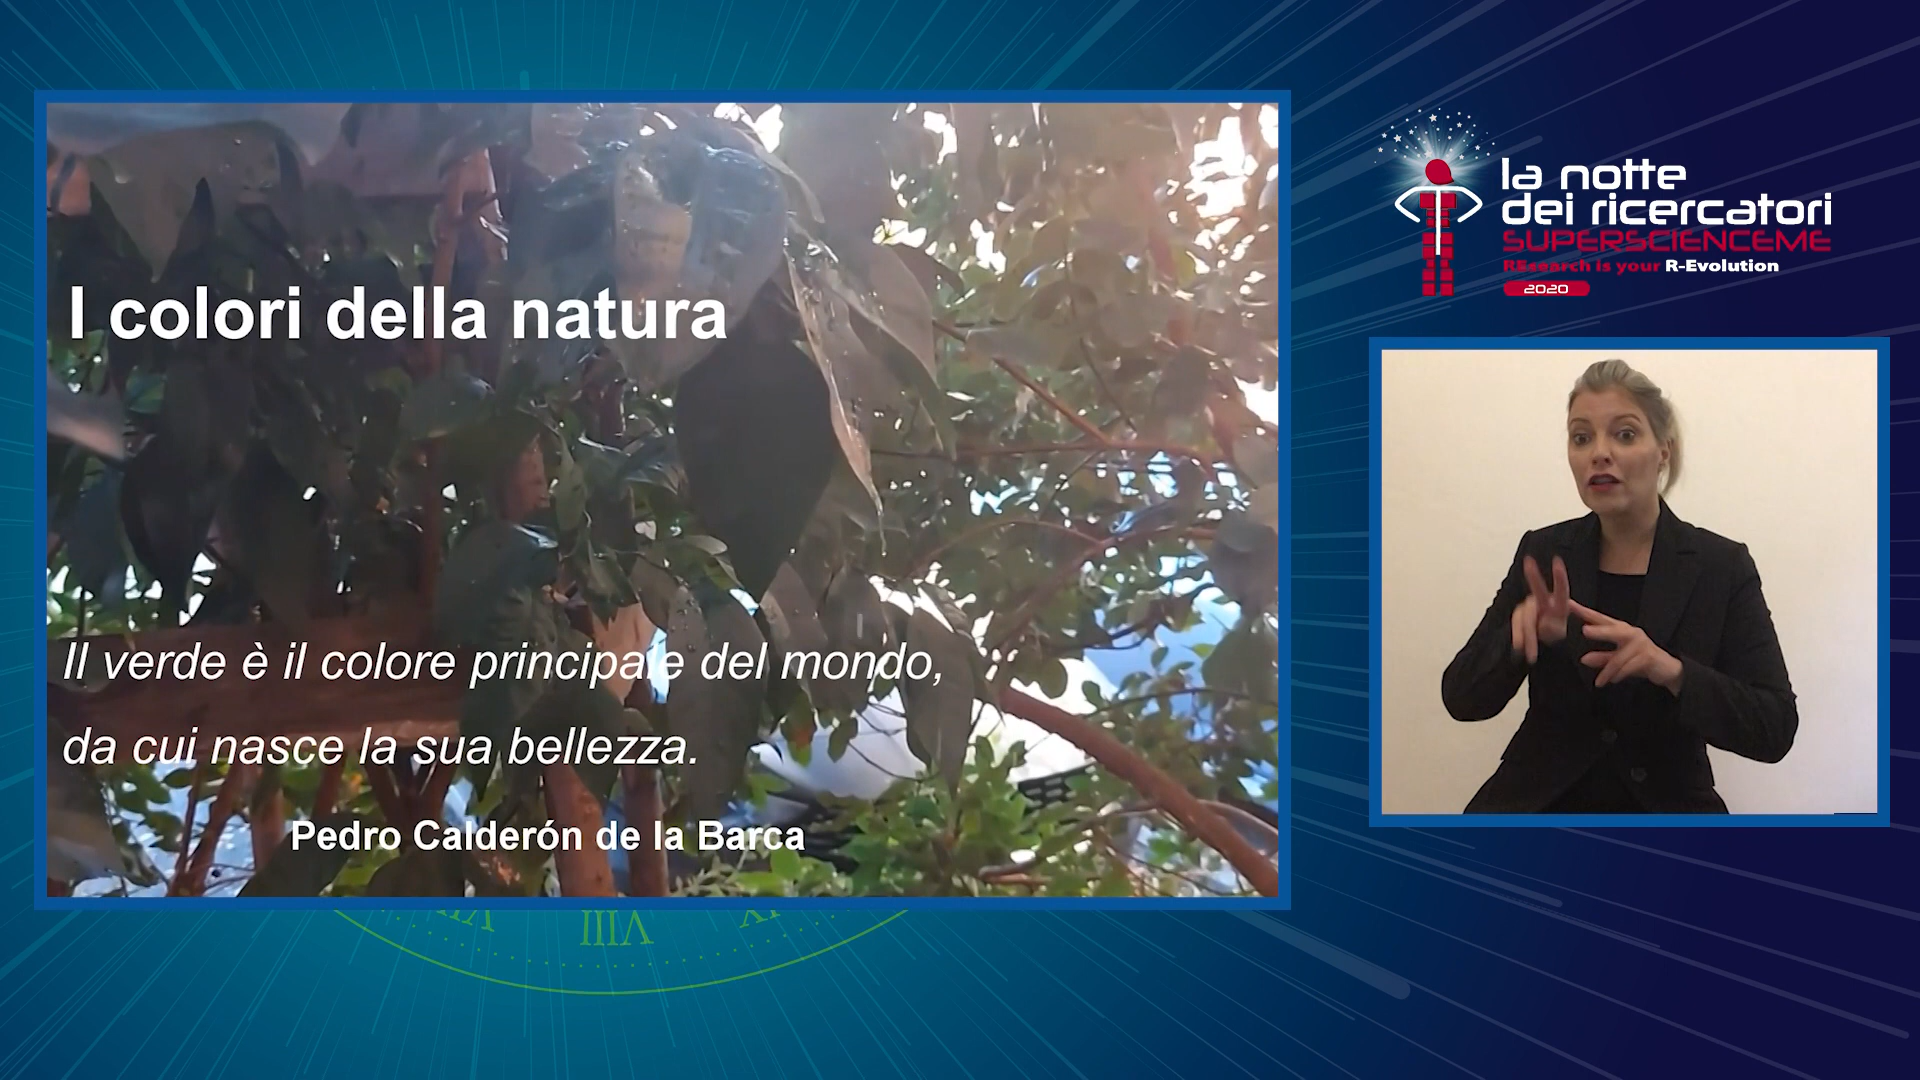 I colori della natura
Il verde è il colore principale del mondo,
da cui nasce la sua bellezza.
Pedro Calderón de la Barca
la notte
dei ricercatori
SUPERSCIENCEME
REsearch is your R-Evolution
2020
VIII